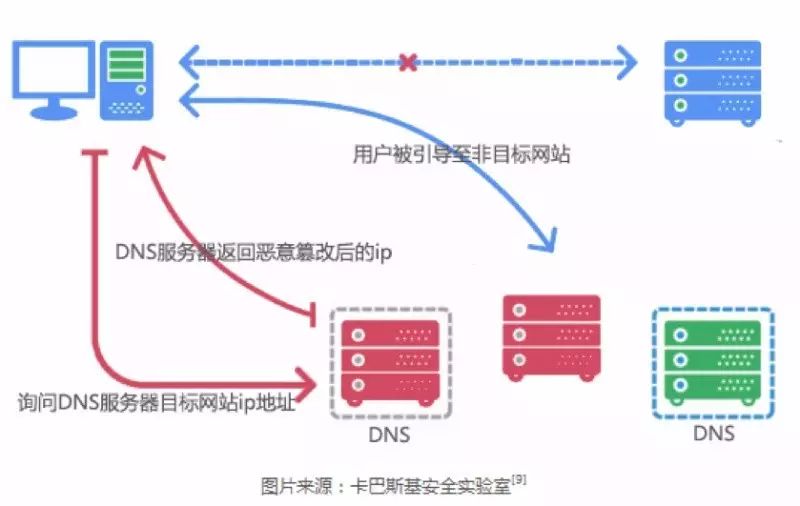 用户被引导至非目标网站
DNS服务器返回恶意篡改后的ip
询问DNS服务器目标网站ip地址
DNS
DNS
图片来源：卡巴斯基安全实验室[9]